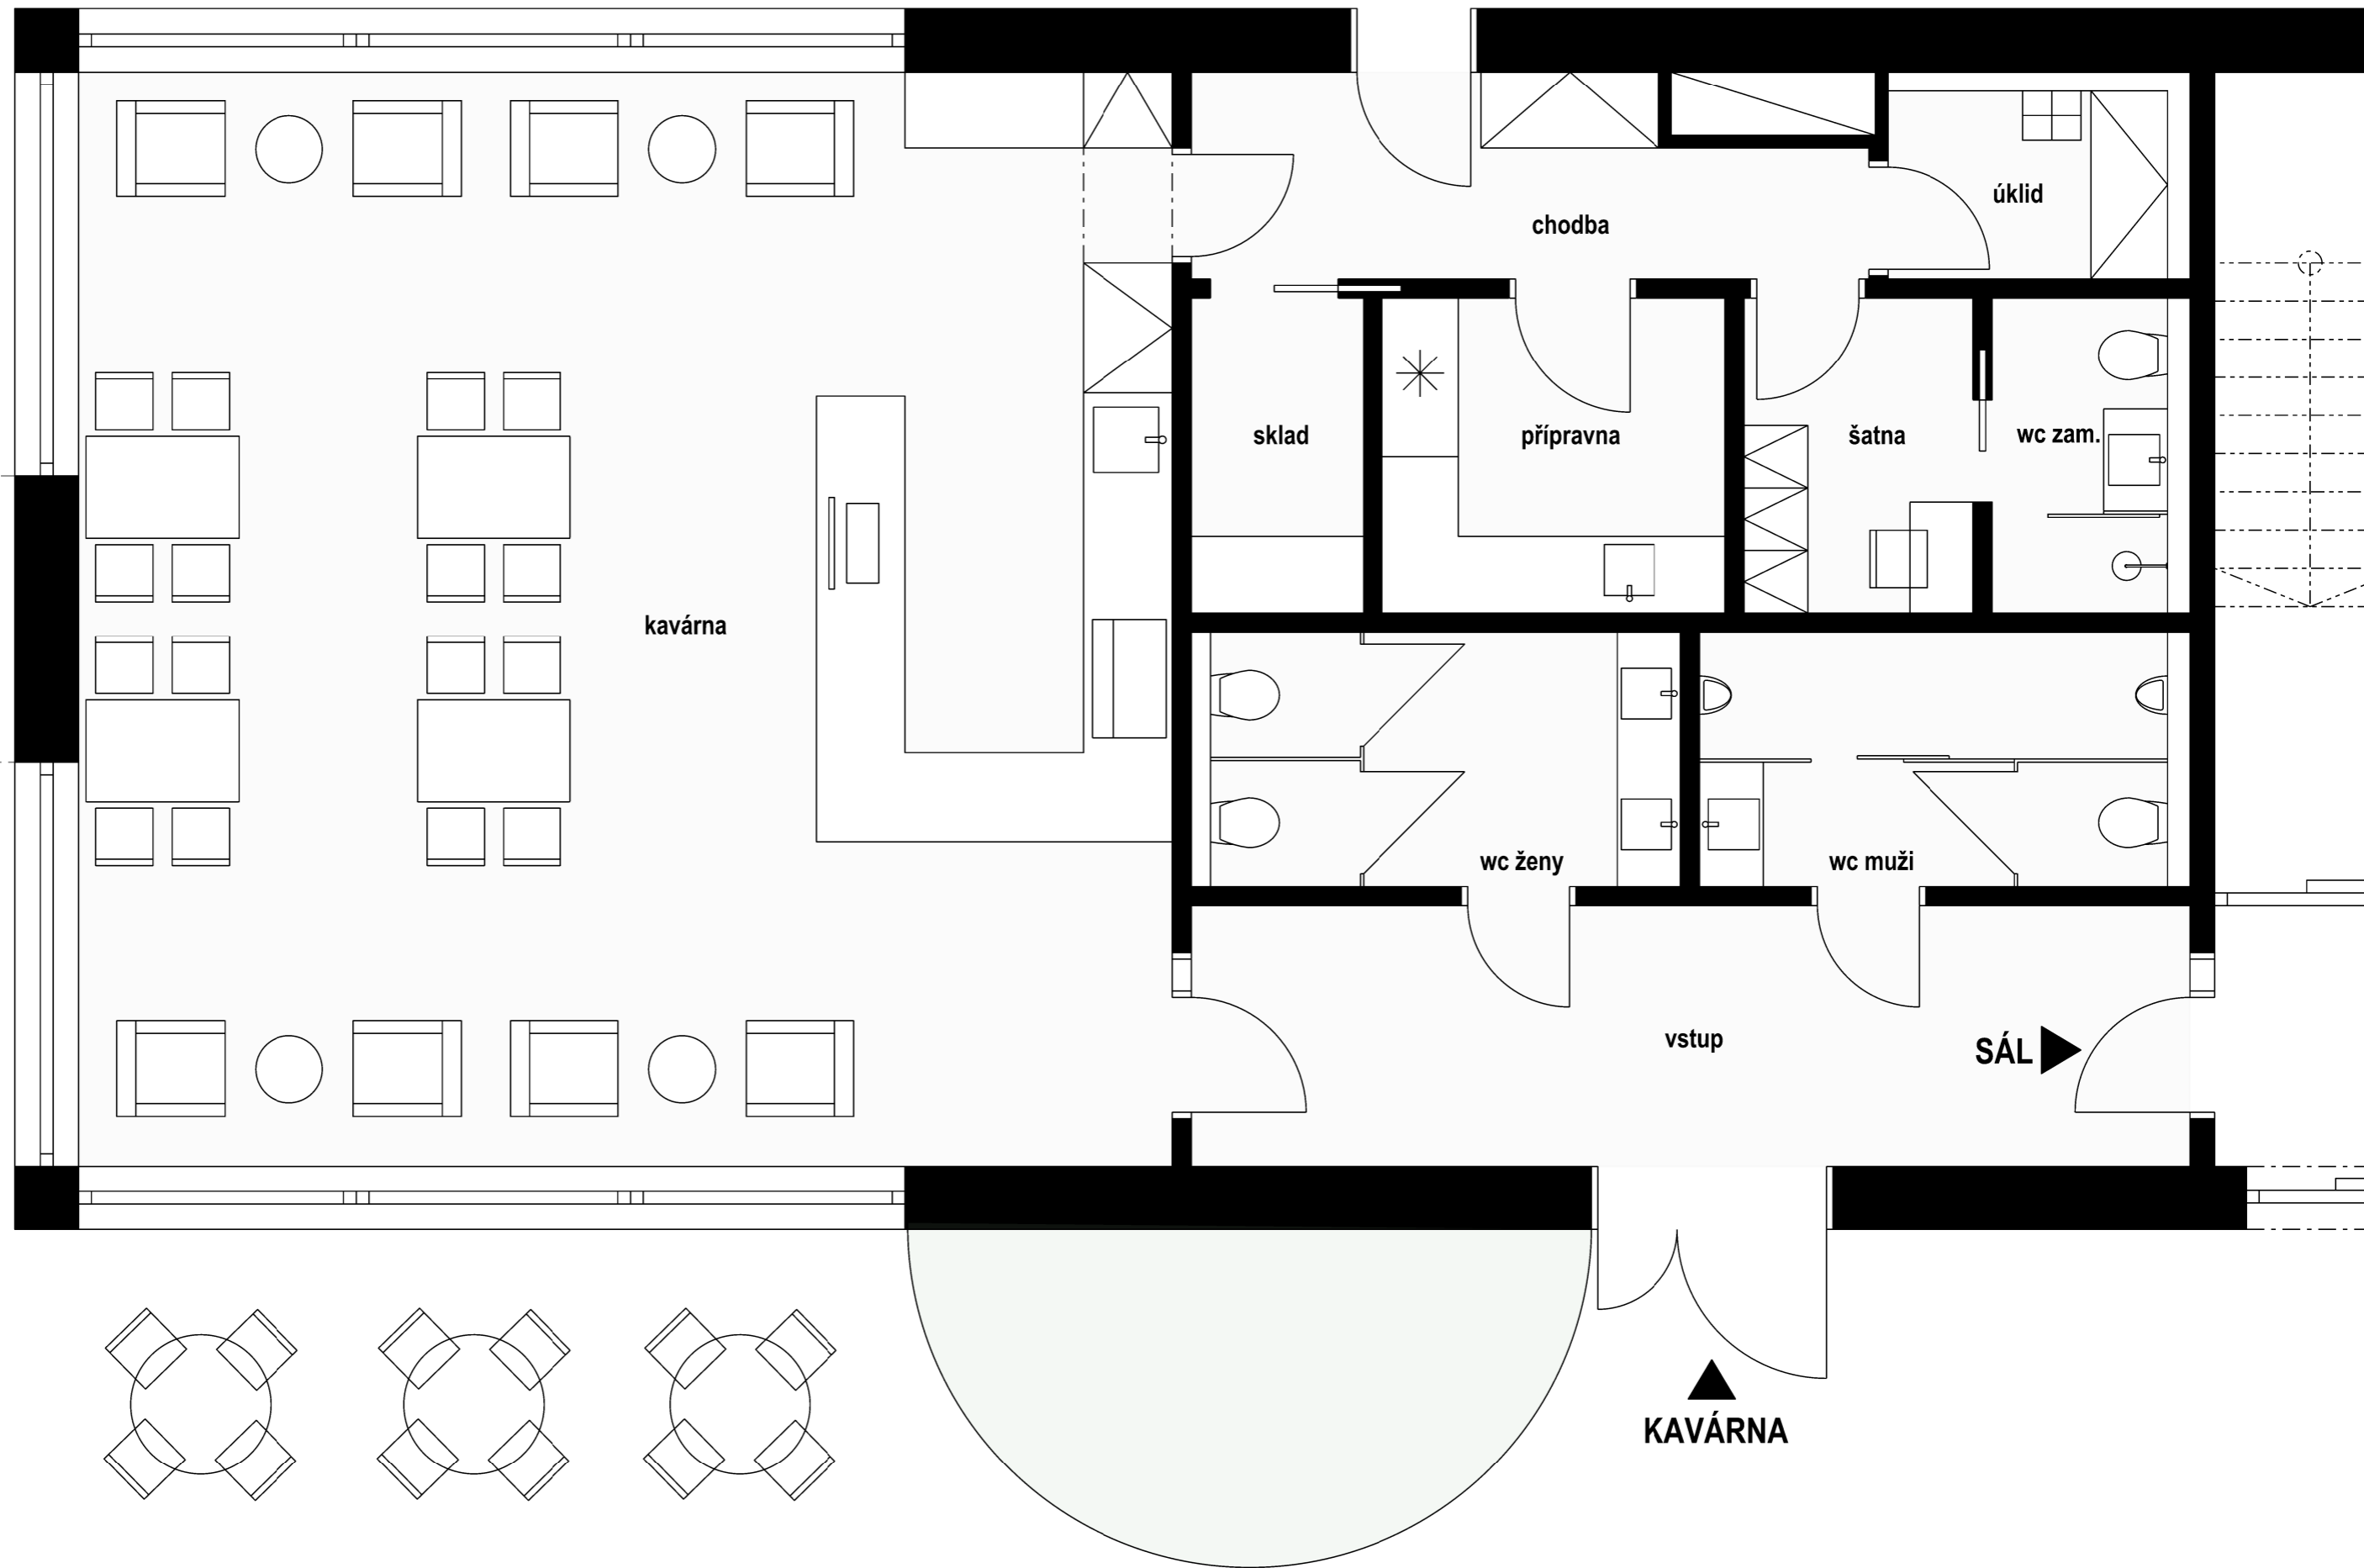 úklid
chodba
sklad
přípravna
šatna
wc zam.
kavárna
wc ženy
wc muži
vstup
SÁL
KAVÁRNA